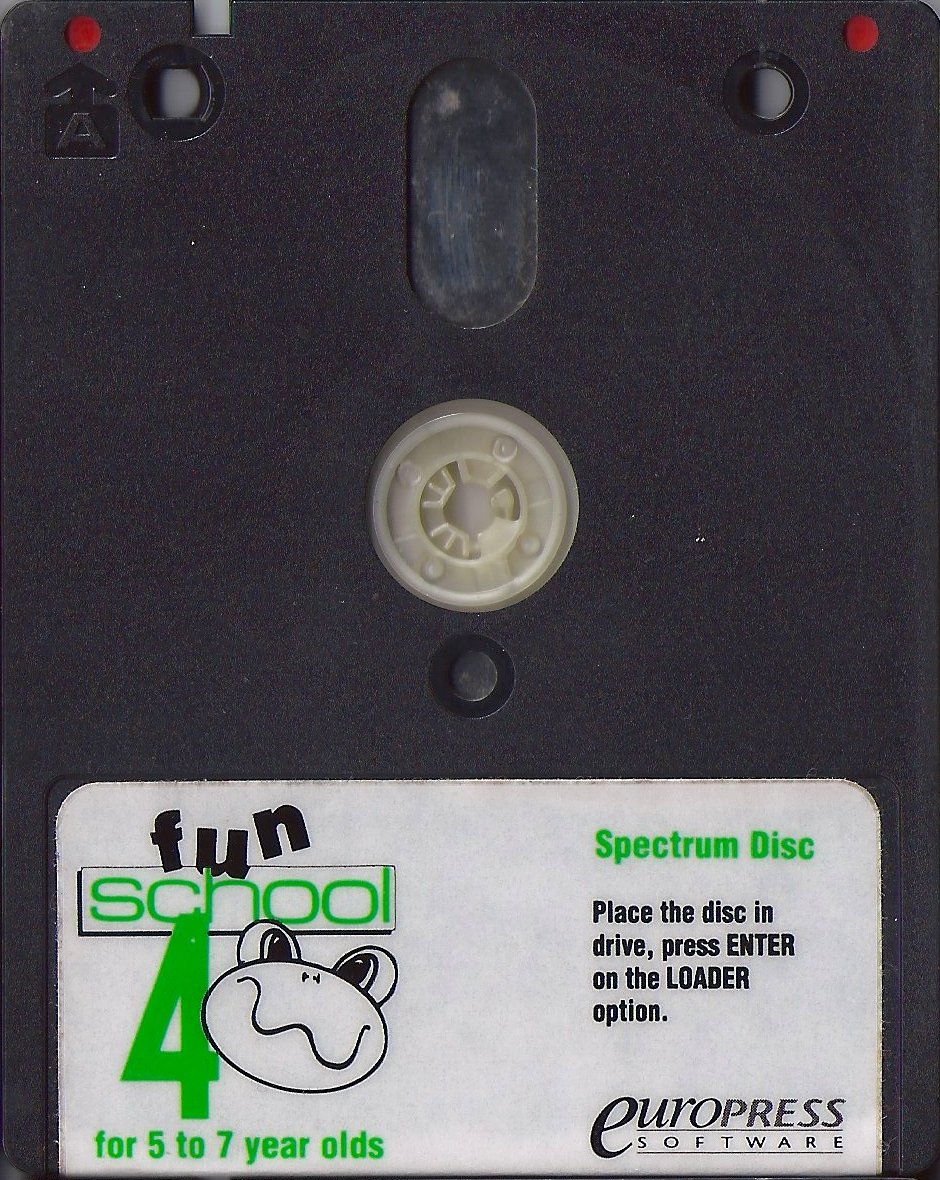 A
fun
school
4
for 5 to 7 year olds
Spectrum Disc
Place the disc in
drive, press ENTER
on the LOADER
option.
europress
SOFTWARE